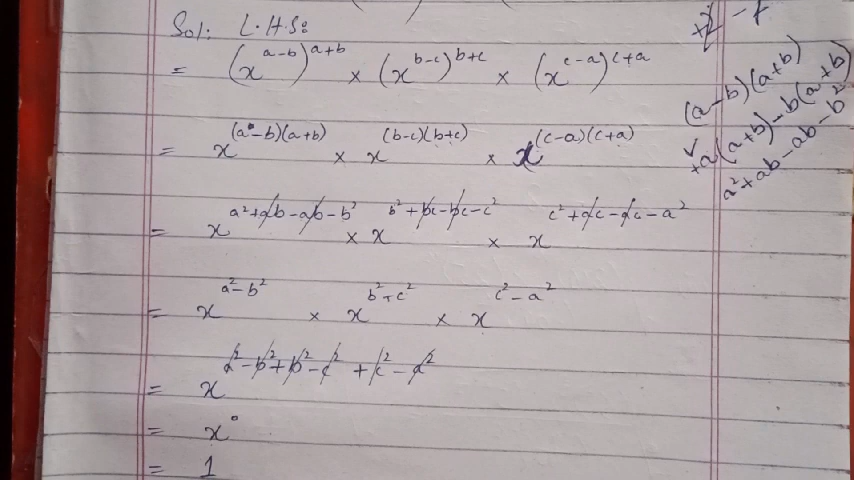 Sol: L.H.S:
= (x^(a-b))^(a+b) × (x^(b-c))^(b+c) × (x^(c-a))^(c+a)
= x^((a-b)(a+b)) × x^((b-c)(b+c)) × x^((c-a)(c+a))
= x^(a²+ab-ab-b²) × x^(b²+bc-bc-c²) × x^(c²+ac-ac-a²)
= x^(a²-b²) × x^(b²-c²) × x^(c²-a²)
= x^(a²-b²+b²-c²+c²-a²)
= x°
= 1
(a-b)(a+b)
+a(a+b)-b(a+b)
a²+ab-ab-b²